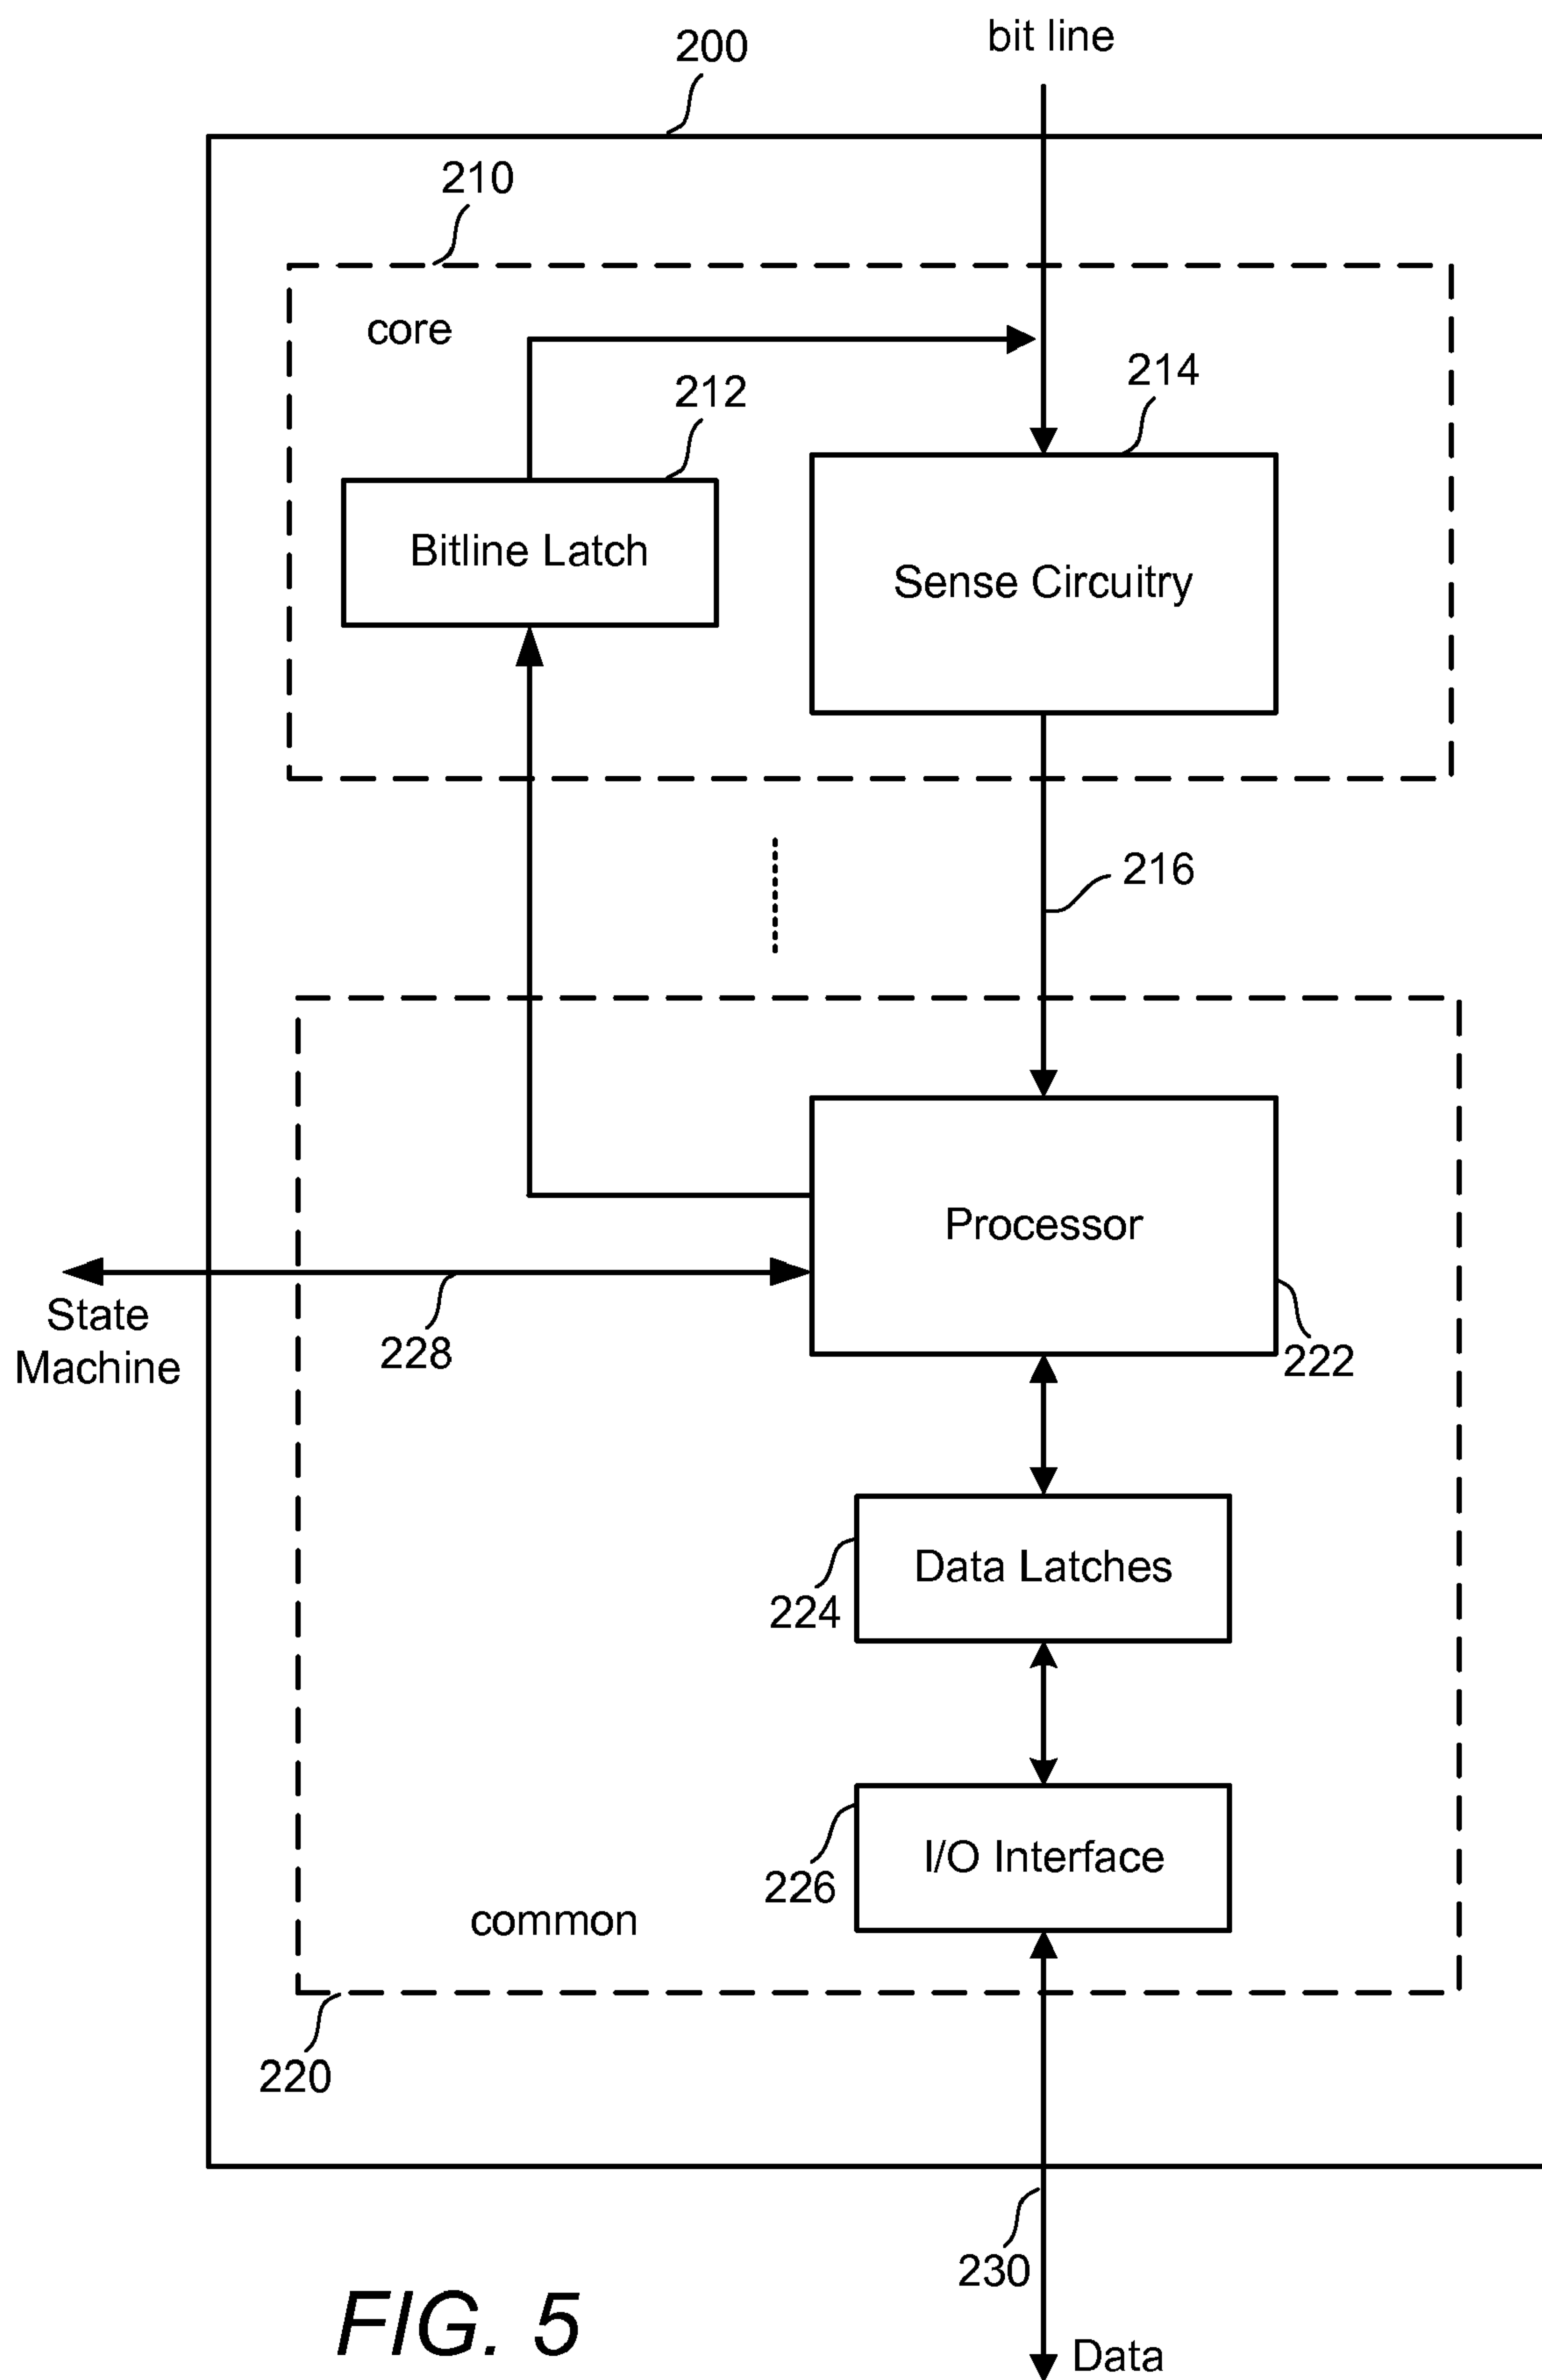 bit line
200
210
core
214
212
Bitline Latch
Sense Circuitry
216
Processor
State
Machine
228
222
Data Latches
224
I/O Interface
226
common
220
230
FIG. 5
Data